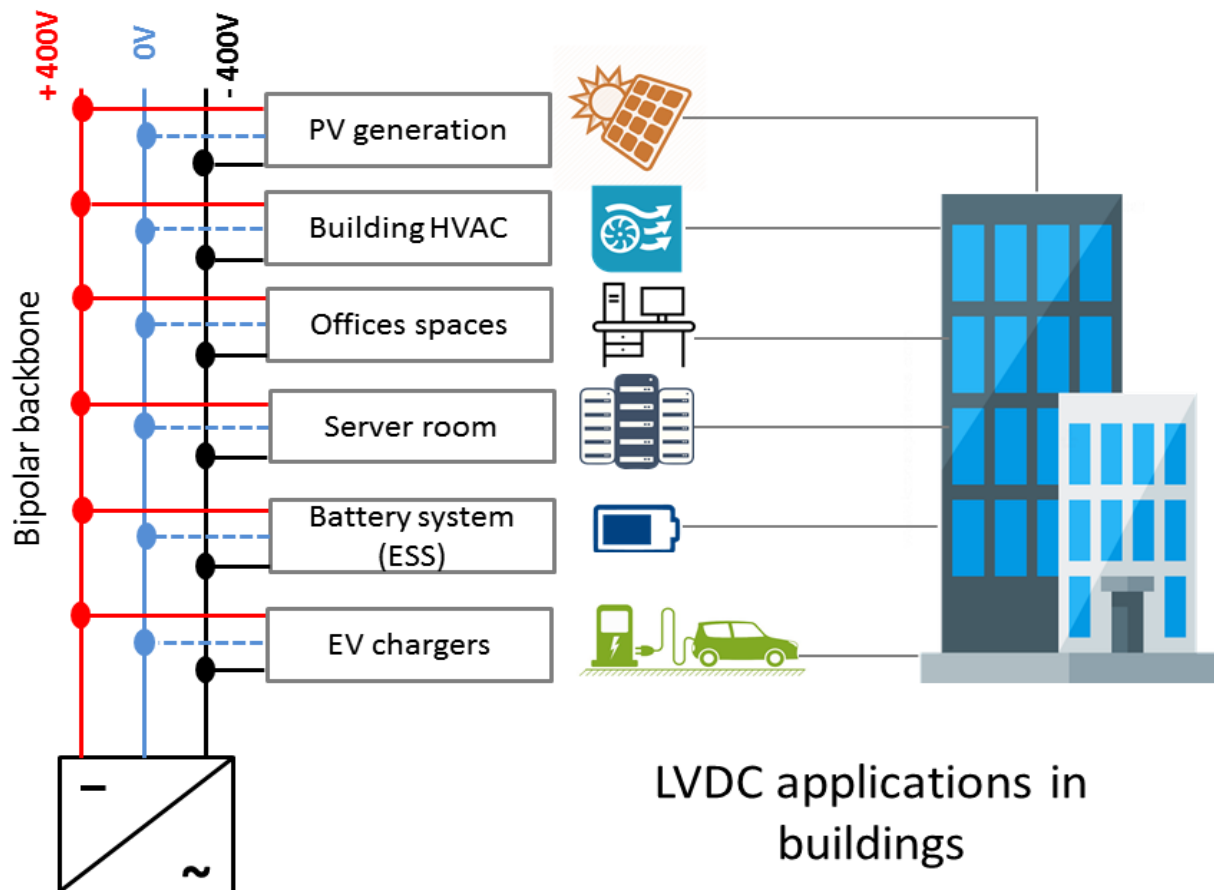 +400V
0V
-400V
PV generation
Building HVAC
Offices spaces
Server room
Battery system
(ESS)
EV chargers
Bipolar backbone
–
~
LVDC applications in
buildings